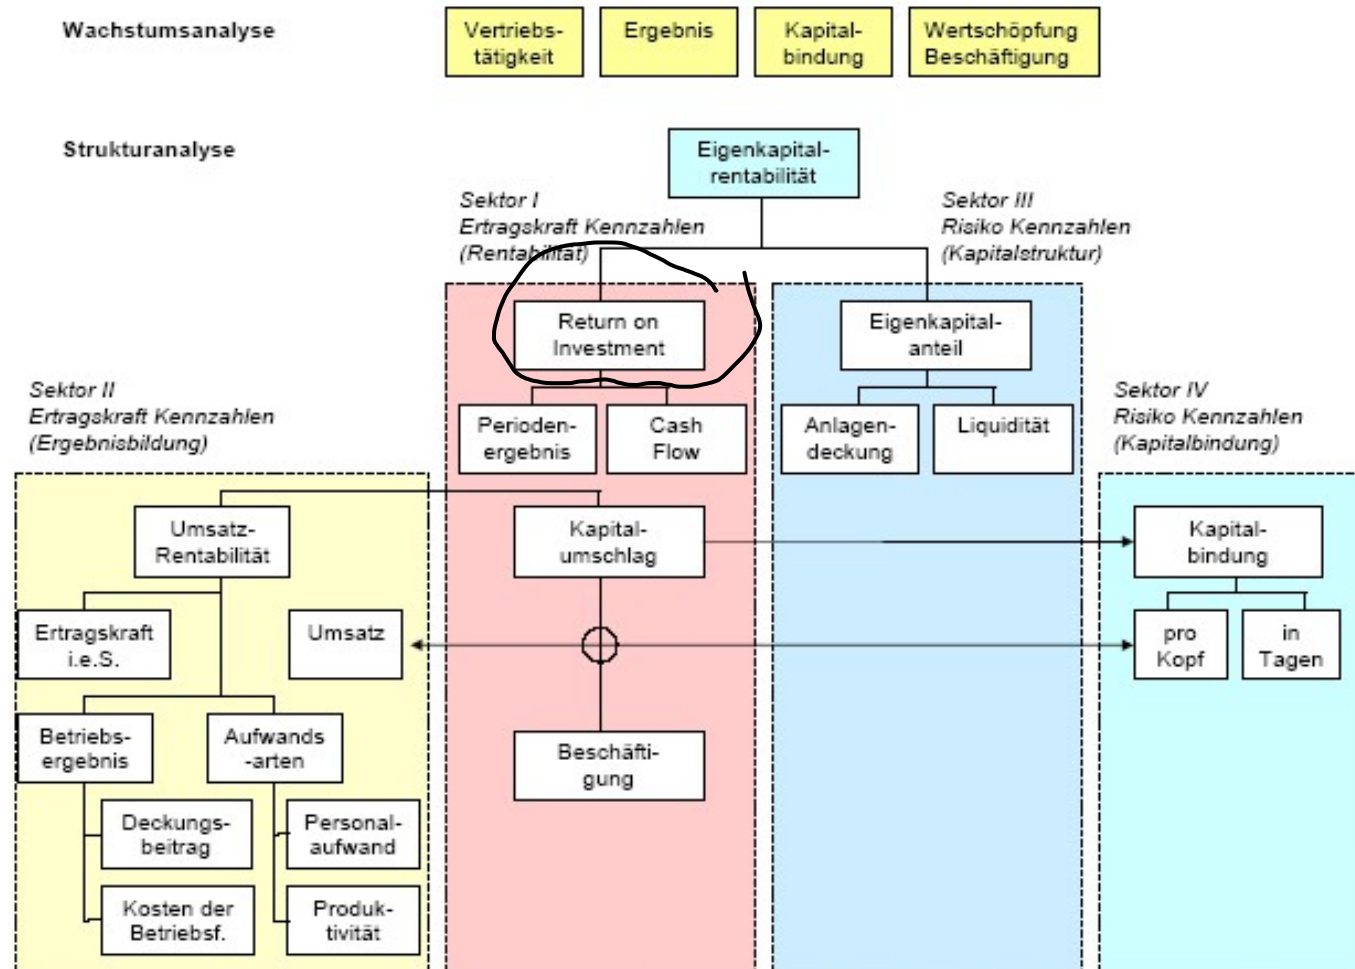 Wachstumsanalyse
Vertriebs-
tätigkeit
Ergebnis
Kapital-
bindung
Wertschöpfung
Beschäftigung
Strukturanalyse
Eigenkapital-
rentabilität
Sektor I
Ertragskraft Kennzahlen
(Rentabilität)
Sektor III
Risiko Kennzahlen
(Kapitalstruktur)
Return on
Investment
Eigenkapital-
anteil
Sektor II
Ertragskraft Kennzahlen
(Ergebnisbildung)
Perioden-
ergebnis
Cash
Flow
Anlagen-
deckung
Liquidität
Sektor IV
Risiko Kennzahlen
(Kapitalbindung)
Umsatz-
Rentabilität
Kapital-
umschlag
Kapital-
bindung
Ertragskraft
i.e.S.
Umsatz
pro
Kopf
in
Tagen
Betriebs-
ergebnis
Aufwands
-arten
Beschäfti-
gung
Deckungs-
beitrag
Personal-
aufwand
Kosten der
Betriebsf.
Produk-
tivität